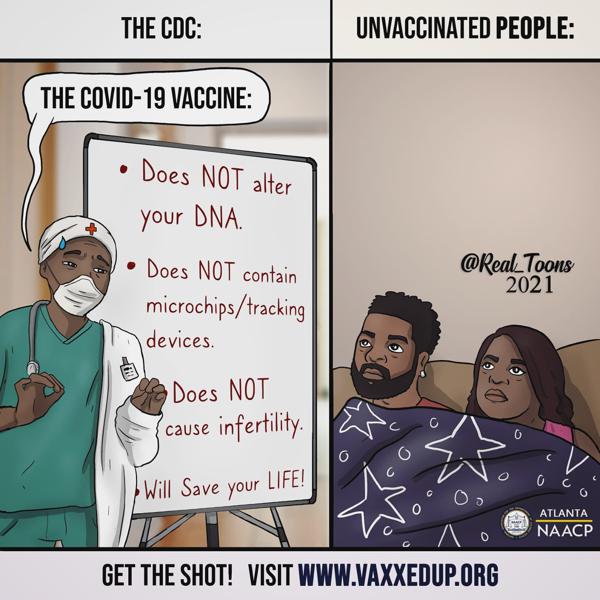 THE CDC:
UNVACCINATED PEOPLE:
THE COVID-19 VACCINE:
• Does NOT alter
your DNA.
• Does NOT contain
microchips/tracking
devices.
Does NOT
cause infertility.
• Will Save your LIFE!
@Real_Toons
2021
ATLANTA
NAACP
GET THE SHOT! VISIT WWW.VAXXEDUP.ORG